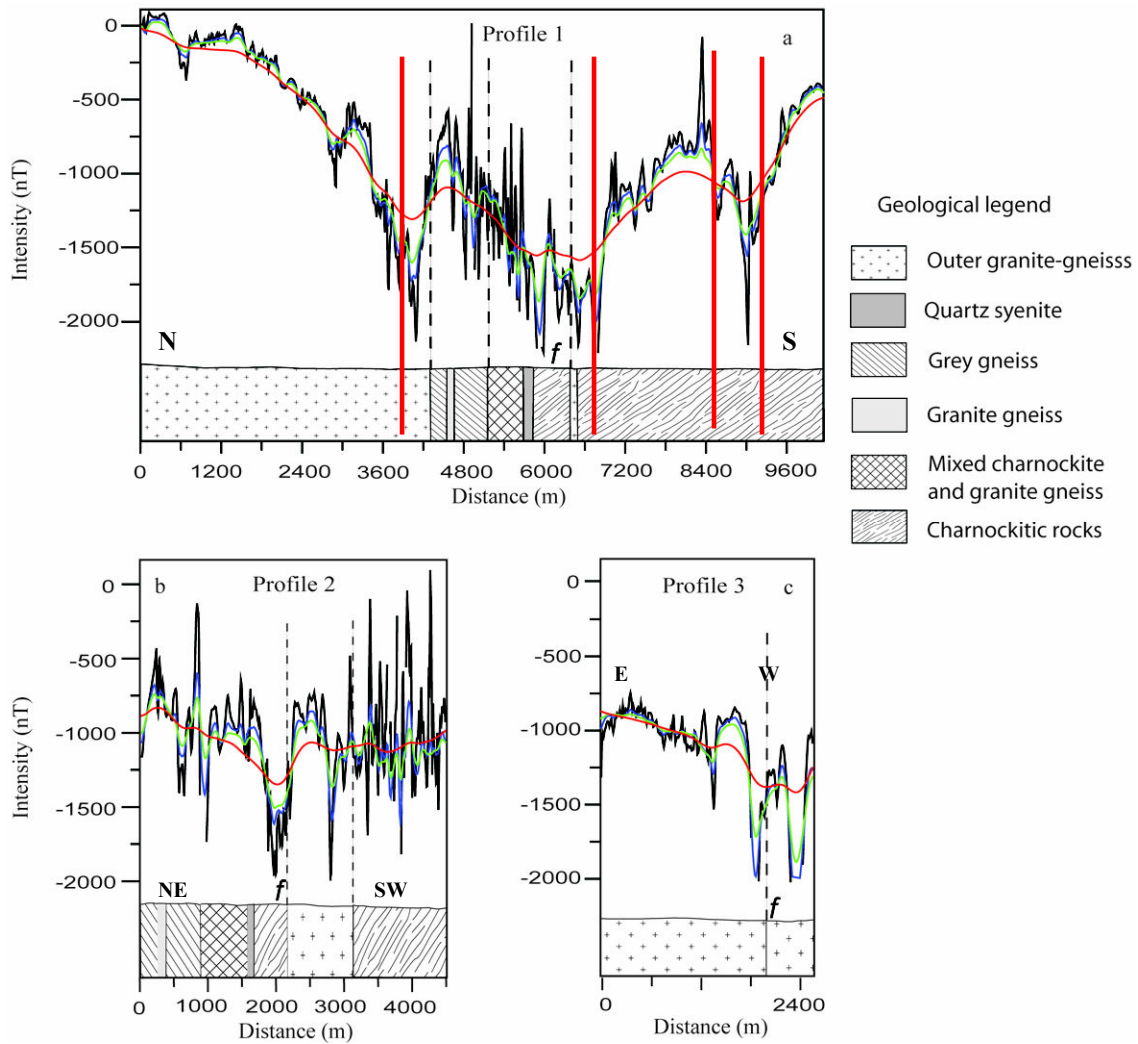 Profile 1
a
0
-500
-1000
-1500
-2000
Intensity (nT)
N
f
S
0
1200
2400
3600
4800
6000
7200
8400
9600
Distance (m)
Geological legend
Outer granite-gneisss
Quartz syenite
Grey gneiss
Granite gneiss
Mixed charnockite
and granite gneiss
Charnockitic rocks
b
Profile 2
0
-500
-1000
-1500
-2000
Intensity (nT)
NE
f
SW
0
1000
2000
3000
4000
Distance (m)
Profile 3
c
0
-500
-1000
-1500
-2000
E
W
f
0
1200
2400
Distance (m)